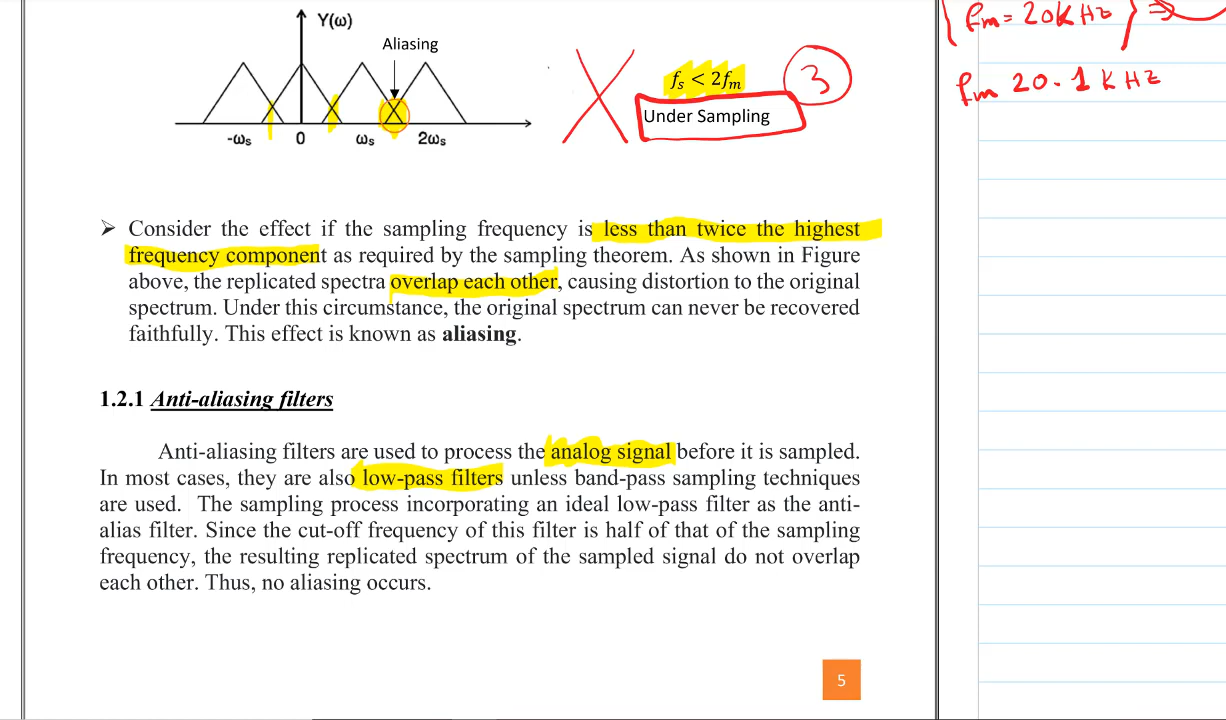 Y(ω)
Aliasing
-ωs 0 ωs 2ωs
fs < 2fm
Under Sampling
3
fm = 20K Hz
fm 20.1 K HZ
➢ Consider the effect if the sampling frequency is less than twice the highest
frequency component as required by the sampling theorem. As shown in Figure
above, the replicated spectra overlap each other, causing distortion to the original
spectrum. Under this circumstance, the original spectrum can never be recovered
faithfully. This effect is known as aliasing.
1.2.1 Anti-aliasing filters
Anti-aliasing filters are used to process the analog signal before it is sampled.
In most cases, they are also low-pass filters unless band-pass sampling techniques
are used. The sampling process incorporating an ideal low-pass filter as the anti-
alias filter. Since the cut-off frequency of this filter is half of that of the sampling
frequency, the resulting replicated spectrum of the sampled signal do not overlap
each other. Thus, no aliasing occurs.
5